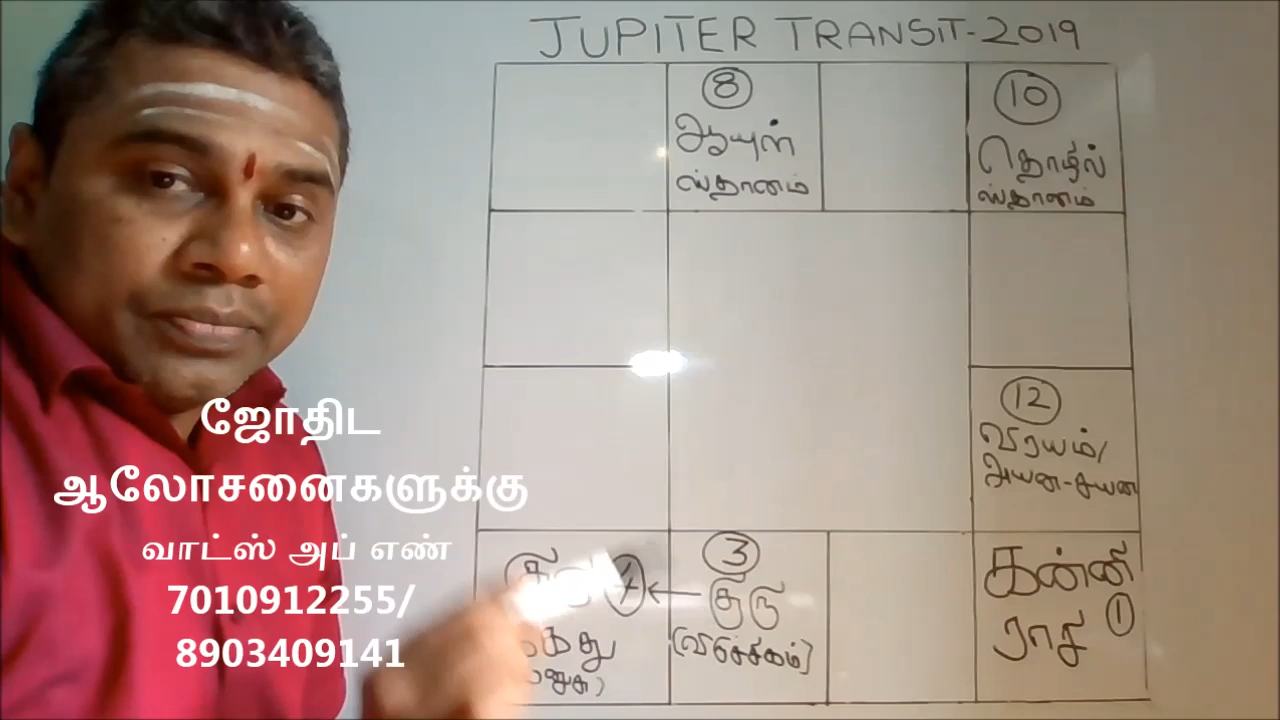 JUPITER TRANSIT-2019
8
ஆயுள்
ஸ்தானம்
10
தொழில்
ஸ்தானம்
12
விரயம்/
அயன-சயன
கன்னி
ராசி 1
3
குரு
(விருச்சிகம்)
4
ஜோதிட
ஆலோசனைகளுக்கு
வாட்ஸ் அப் எண்
7010912255/
8903409141